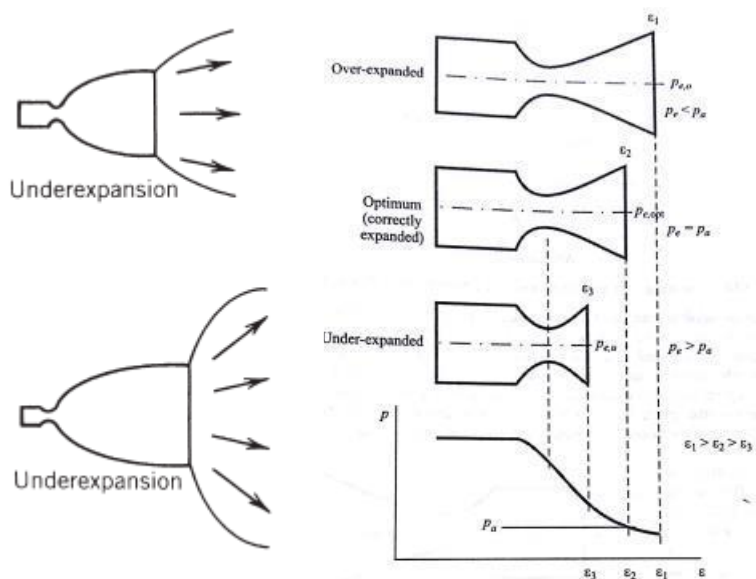 Underexpansion
Underexpansion
ε₁
Over-expanded
pₑ,ₒ
pₑ < pₐ
ε₂
Optimum
(correctly
expanded)
pₑ,ₒₚₜ
pₑ = pₐ
ε₃
Under-expanded
pₑ,ᵤ
pₑ > pₐ
p
ε₁ > ε₂ > ε₃
pₐ
ε₃ ε₂ ε₁ ε